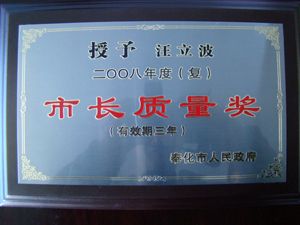 授予 汪立波
二〇〇八年度（复）
市长质量奖
（有效期三年）
奉化市人民政府